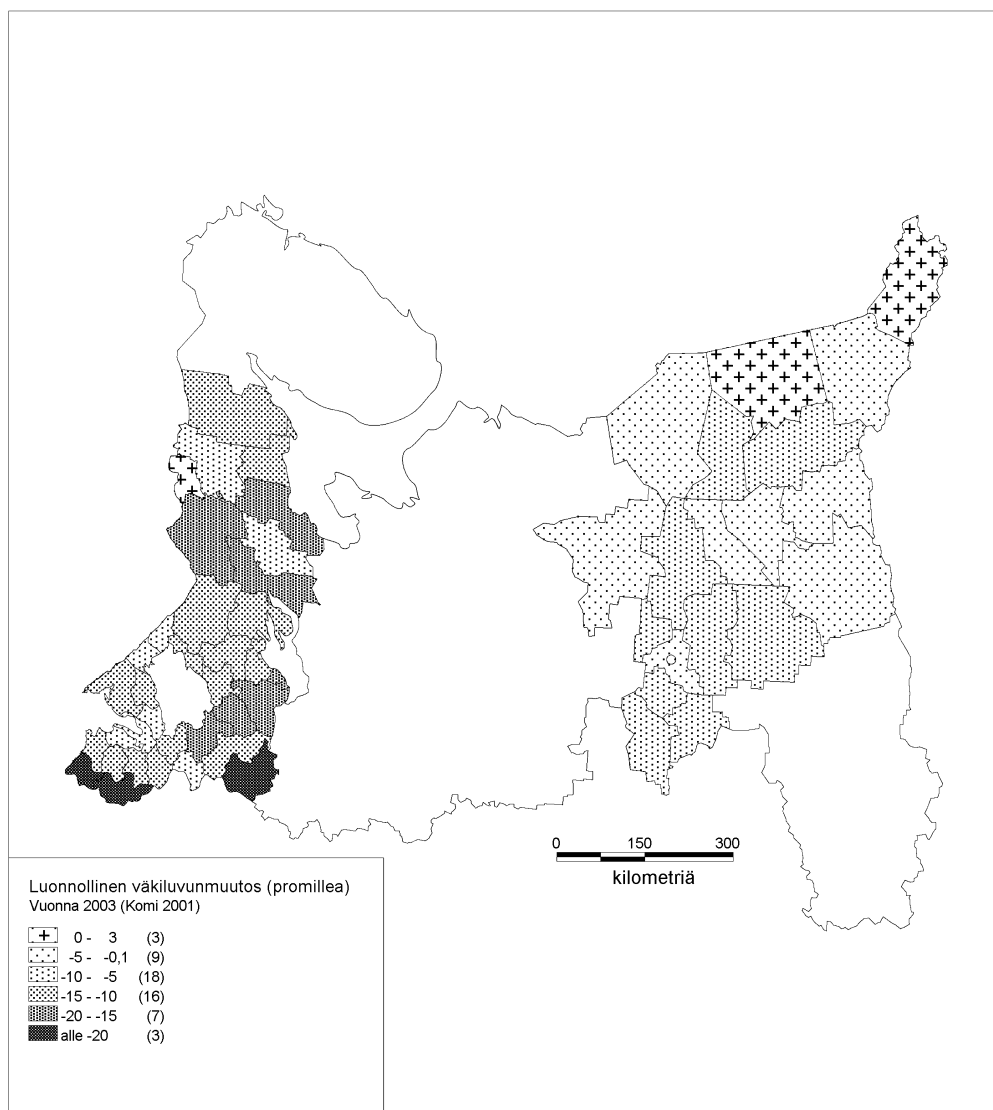 0 150 300
kilometriä
Luonnollinen väkiluvunmuutos (promillea)
Vuonna 2003 (Komi 2001)
0 - 3 (3)
-5 - -0,1 (9)
-10 - -5 (18)
-15 - -10 (16)
-20 - -15 (7)
alle -20 (3)